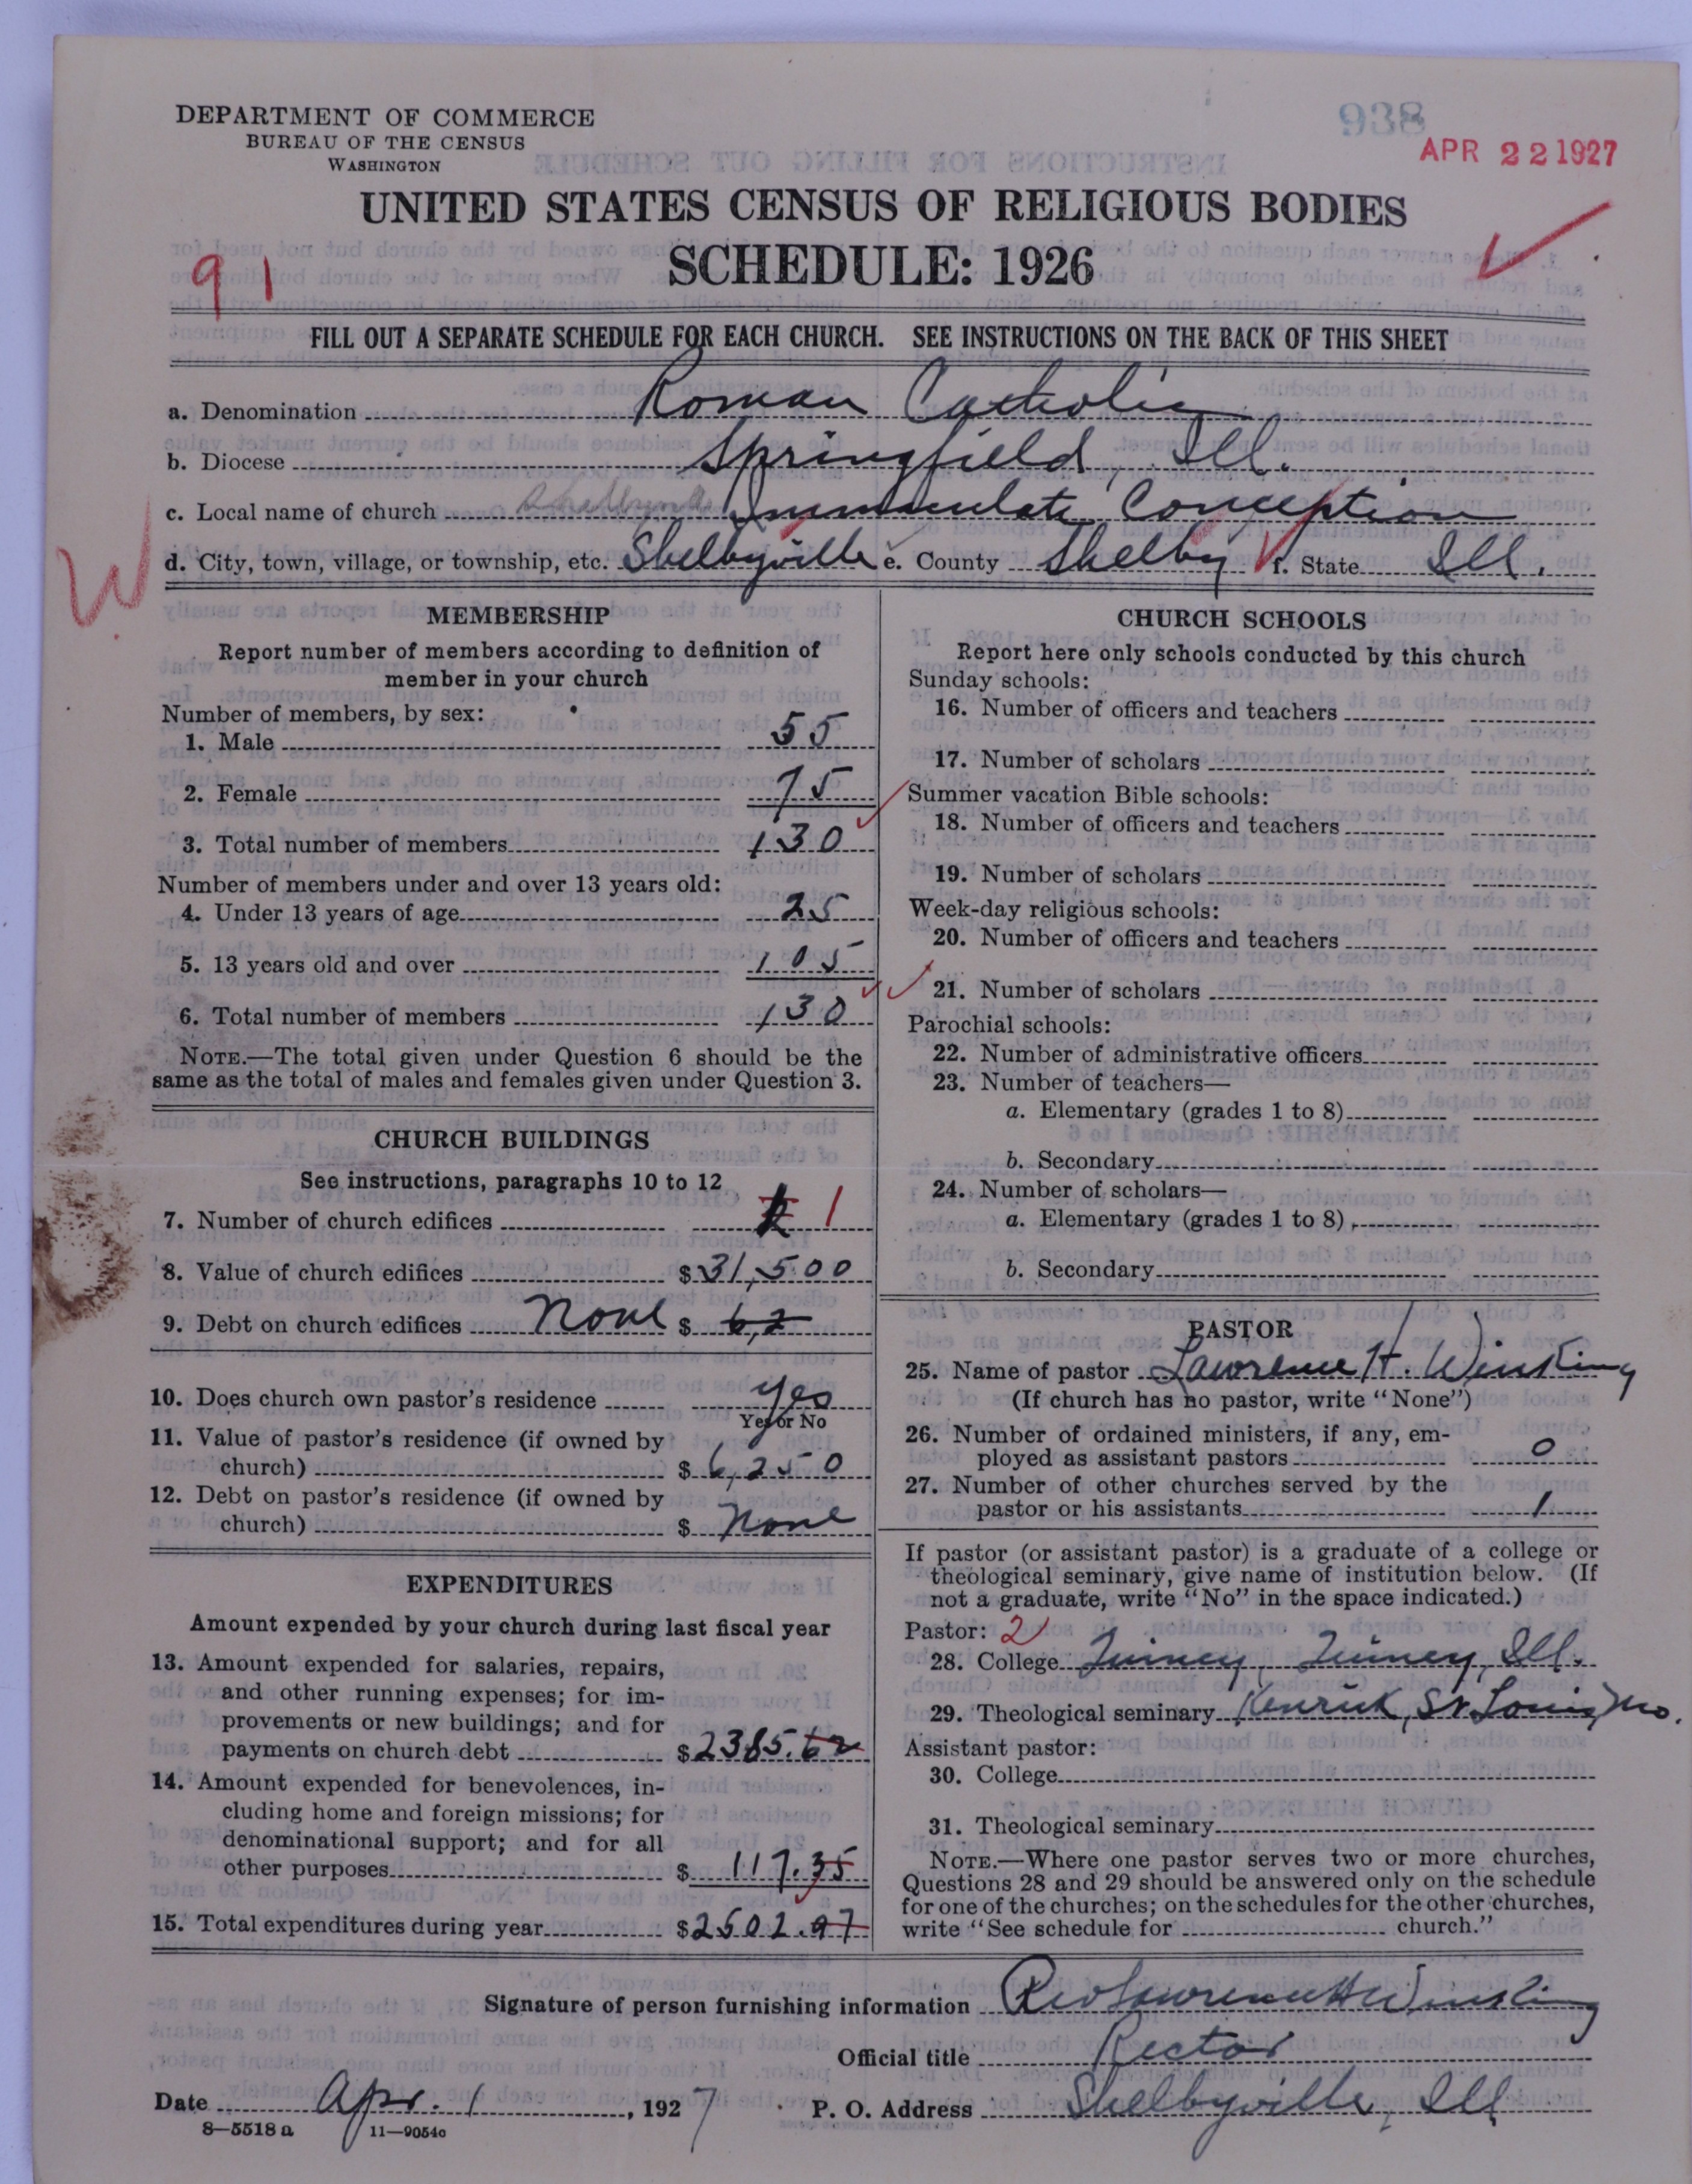 DEPARTMENT OF COMMERCE
BUREAU OF THE CENSUS
WASHINGTON
938
APR 22 1927
UNITED STATES CENSUS OF RELIGIOUS BODIES
SCHEDULE: 1926
91
FILL OUT A SEPARATE SCHEDULE FOR EACH CHURCH. SEE INSTRUCTIONS ON THE BACK OF THIS SHEET
a. Denomination Roman Catholic
b. Diocese Springfield, Ill.
c. Local name of church Immaculate Conception
W
d. City, town, village, or township, etc. Shelbyville e. County Shelby f. State Ill.
MEMBERSHIP
Report number of members according to definition of
member in your church
Number of members, by sex:
1. Male 55
2. Female 75
3. Total number of members 130
Number of members under and over 13 years old:
4. Under 13 years of age 25
5. 13 years old and over 105
6. Total number of members 130
NOTE.—The total given under Question 6 should be the
same as the total of males and females given under Question 3.
CHURCH BUILDINGS
See instructions, paragraphs 10 to 12
7. Number of church edifices 1
8. Value of church edifices $31,500
9. Debt on church edifices None $ 62
10. Does church own pastor's residence yes
Yes or No
11. Value of pastor's residence (if owned by
church) $ 6,250
12. Debt on pastor's residence (if owned by
church) $ None
EXPENDITURES
Amount expended by your church during last fiscal year
13. Amount expended for salaries, repairs,
and other running expenses; for im-
provements or new buildings; and for
payments on church debt $2385.62
14. Amount expended for benevolences, in-
cluding home and foreign missions; for
denominational support; and for all
other purposes $ 117.35
15. Total expenditures during year $2502.97
CHURCH SCHOOLS
Report here only schools conducted by this church
Sunday schools:
16. Number of officers and teachers
17. Number of scholars
Summer vacation Bible schools:
18. Number of officers and teachers
19. Number of scholars
Week-day religious schools:
20. Number of officers and teachers
21. Number of scholars
Parochial schools:
22. Number of administrative officers
23. Number of teachers—
a. Elementary (grades 1 to 8)
b. Secondary
24. Number of scholars—
a. Elementary (grades 1 to 8)
b. Secondary
PASTOR
25. Name of pastor Lawrence H. Winking
(If church has no pastor, write "None")
26. Number of ordained ministers, if any, em-
ployed as assistant pastors 0
27. Number of other churches served by the
pastor or his assistants 1
If pastor (or assistant pastor) is a graduate of a college or
theological seminary, give name of institution below. (If
not a graduate, write "No" in the space indicated.)
Pastor: 2
28. College Quincy, Quincy, Ill.
29. Theological seminary Kenrick, St. Louis, Mo.
Assistant pastor:
30. College
31. Theological seminary
NOTE.—Where one pastor serves two or more churches,
Questions 28 and 29 should be answered only on the schedule
for one of the churches; on the schedules for the other churches,
write "See schedule for church."
Signature of person furnishing information Rev Lawrence H Winking
Official title Rector
Date Apr. 1, 1927 P. O. Address Shelbyville, Ill
8—5518 a 11—9054c